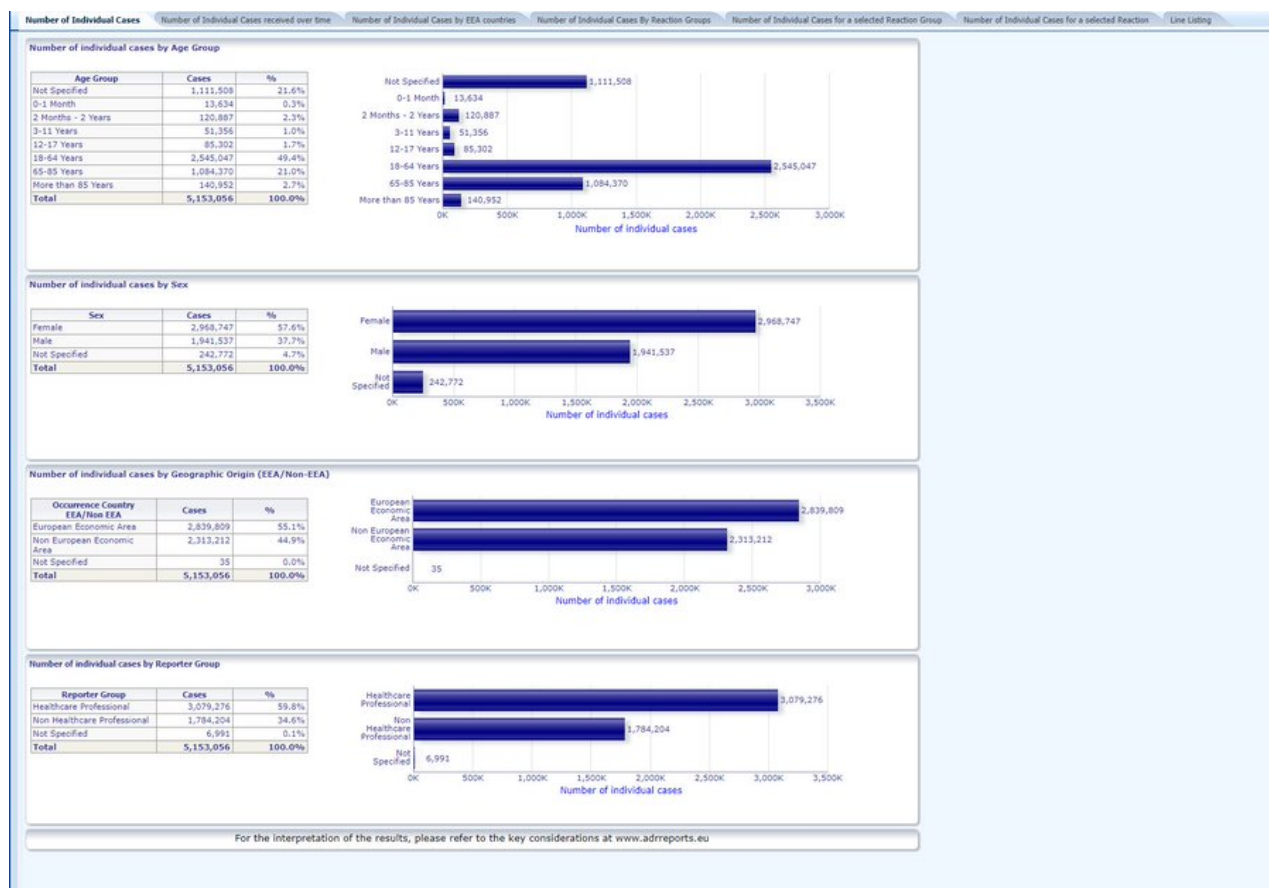 Number of Individual Cases Number of Individual Cases received over time Number of Individual Cases by EEA countries Number of Individual Cases By Reaction Groups Number of Individual Cases for a selected Reaction Group Number of Individual Cases for a selected Reaction Line Listing
Number of individual cases by Age Group
Age Group Cases %
Not Specified 1,111,508 21.6%
0-1 Month 13,634 0.3%
2 Months - 2 Years 120,887 2.3%
3-11 Years 51,356 1.0%
12-17 Years 85,302 1.7%
18-64 Years 2,545,047 49.4%
65-85 Years 1,084,370 21.0%
More than 85 Years 140,952 2.7%
Total 5,153,056 100.0%
Not Specified 1,111,508
0-1 Month 13,634
2 Months - 2 Years 120,887
3-11 Years 51,356
12-17 Years 85,302
18-64 Years 2,545,047
65-85 Years 1,084,370
More than 85 Years 140,952
0K 500K 1,000K 1,500K 2,000K 2,500K 3,000K
Number of individual cases
Number of individual cases by Sex
Sex Cases %
Female 2,968,747 57.6%
Male 1,941,537 37.7%
Not Specified 242,772 4.7%
Total 5,153,056 100.0%
Female 2,968,747
Male 1,941,537
Not
Specified 242,772
0K 500K 1,000K 1,500K 2,000K 2,500K 3,000K 3,500K
Number of individual cases
Number of individual cases by Geographic Origin (EEA/Non-EEA)
Occurrence Country
EEA/Non EEA Cases %
European Economic Area 2,839,809 55.1%
Non European Economic 2,313,212 44.9%
Area
Not Specified 35 0.0%
Total 5,153,056 100.0%
European
Economic 2,839,809
Area
Non European
Economic 2,313,212
Area
Not Specified 35
0K 500K 1,000K 1,500K 2,000K 2,500K 3,000K
Number of individual cases
Number of individual cases by Reporter Group
Reporter Group Cases %
Healthcare Professional 3,079,276 59.8%
Non Healthcare Professional 1,784,204 34.6%
Not Specified 6,991 0.1%
Total 5,153,056 100.0%
Healthcare
Professional 3,079,276
Non
Healthcare 1,784,204
Professional
Not
Specified 6,991
0K 500K 1,000K 1,500K 2,000K 2,500K 3,000K 3,500K
Number of individual cases
For the interpretation of the results, please refer to the key considerations at www.adrreports.eu